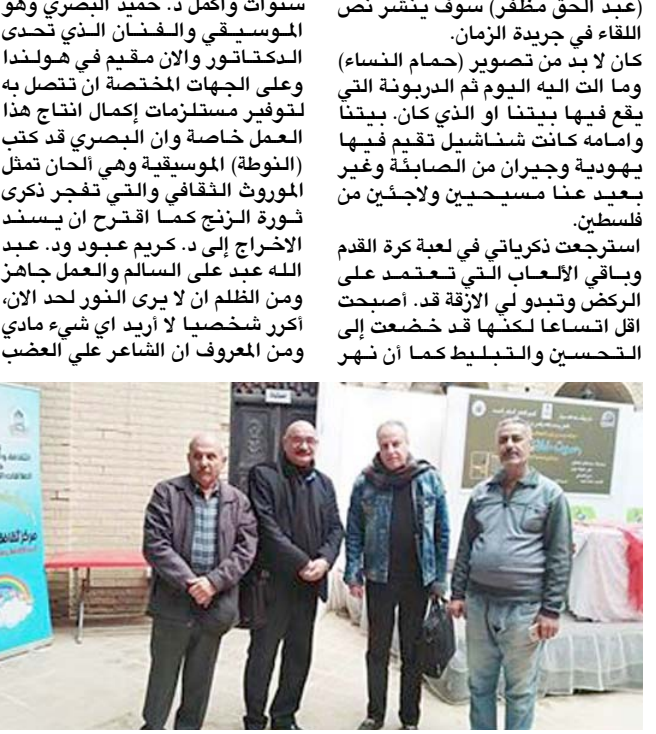 (عبد الحق مظفر) سوف ينشر نص
اللقاء في جريدة الزمان.
كان لا بد من تصوير (حمام النساء)
وما الت اليه اليوم ثم الدربونة التي
يقع فيها بيتنا او الذي كان. بيتنا
وامامه كانت شناشيل تقيم فيها
يهودية وجيران من الصابئة وغير
بعيد عنا مسيحيين ولاجئين من
فلسطين.
استرجعت ذكرياتي في لعبة كرة القدم
وباقي الألعاب التي تعتمد على
الركض وتبدو لي الازقة قد. أصبحت
اقل اتساعا لكنها قد خضعت إلى
التحسين والتبليط كما أن نهر
سنوات واكمل د. حميد البصري وهو
الموسيقي والفنان الذي تحدى
الدكتاتور والان مقيم في هولندا
وعلى الجهات المختصة ان تتصل به
لتوفير مستلزمات إكمال انتاج هذا
العمل خاصة وان البصري قد كتب
(النوطة) الموسيقية وهي ألحان تمثل
الموروث الثقافي والتي تفجر ذكرى
ثورة الزنج كما اقترح ان يسند
الاخراج إلى د. كريم عبود ود. عبد
الله عبد على السالم والعمل جاهز
ومن الظلم ان لا يرى النور لحد الان،
أكرر شخصيا لا أريد اي شيء مادي
ومن المعروف ان الشاعر علي العضب